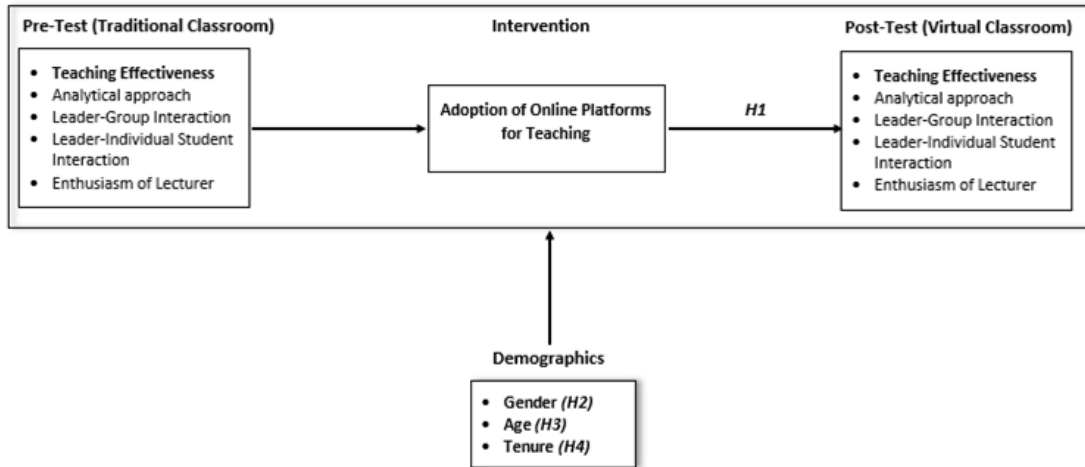 Pre-Test (Traditional Classroom)
Intervention
Post-Test (Virtual Classroom)
• Teaching Effectiveness
• Analytical approach
• Leader-Group Interaction
• Leader-Individual Student
Interaction
• Enthusiasm of Lecturer
Adoption of Online Platforms
for Teaching
H1
• Teaching Effectiveness
• Analytical approach
• Leader-Group Interaction
• Leader-Individual Student
Interaction
• Enthusiasm of Lecturer
Demographics
• Gender (H2)
• Age (H3)
• Tenure (H4)